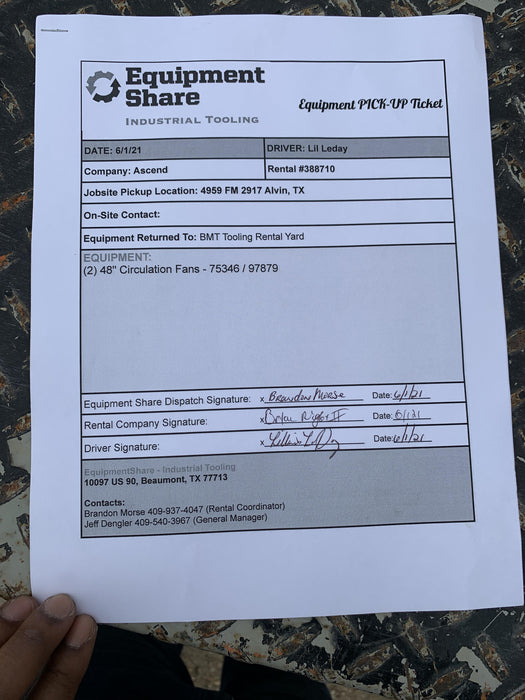 Equipment
Share
INDUSTRIAL TOOLING
Equipment PICK-UP Ticket
DATE: 6/1/21 DRIVER: Lil Leday
Company: Ascend Rental #388710
Jobsite Pickup Location: 4959 FM 2917 Alvin, TX
On-Site Contact:
Equipment Returned To: BMT Tooling Rental Yard
EQUIPMENT:
(2) 48" Circulation Fans - 75346 / 97879
Equipment Share Dispatch Signature: x Brandon Morse Date: 6/1/21
Rental Company Signature: x Date: 6/1/21
Driver Signature: x Date: 6/1/21
EquipmentShare - Industrial Tooling
10097 US 90, Beaumont, TX 77713
Contacts:
Brandon Morse 409-937-4047 (Rental Coordinator)
Jeff Dengler 409-540-3967 (General Manager)